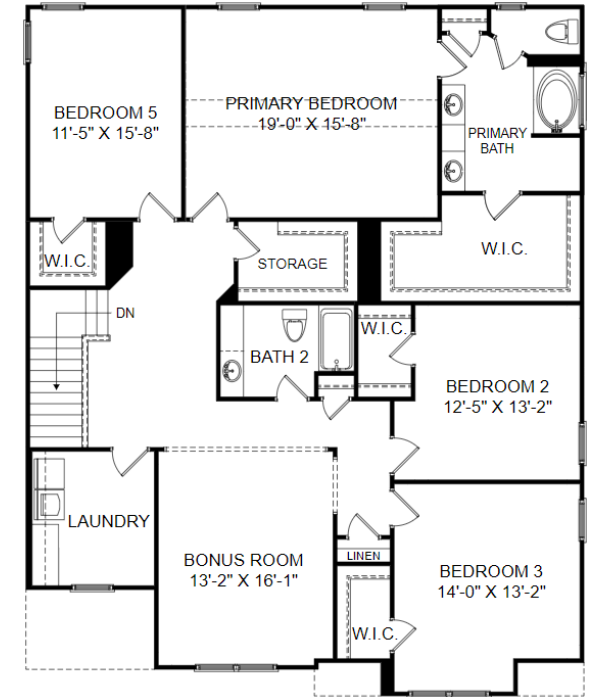 BEDROOM 5
11'-5" X 15'-8"
PRIMARY BEDROOM
19'-0" X 15'-8"
PRIMARY
BATH
W.I.C.
STORAGE
W.I.C.
DN
W.I.C.
BATH 2
BEDROOM 2
12'-5" X 13'-2"
LAUNDRY
BONUS ROOM
13'-2" X 16'-1"
LINEN
BEDROOM 3
14'-0" X 13'-2"
W.I.C.